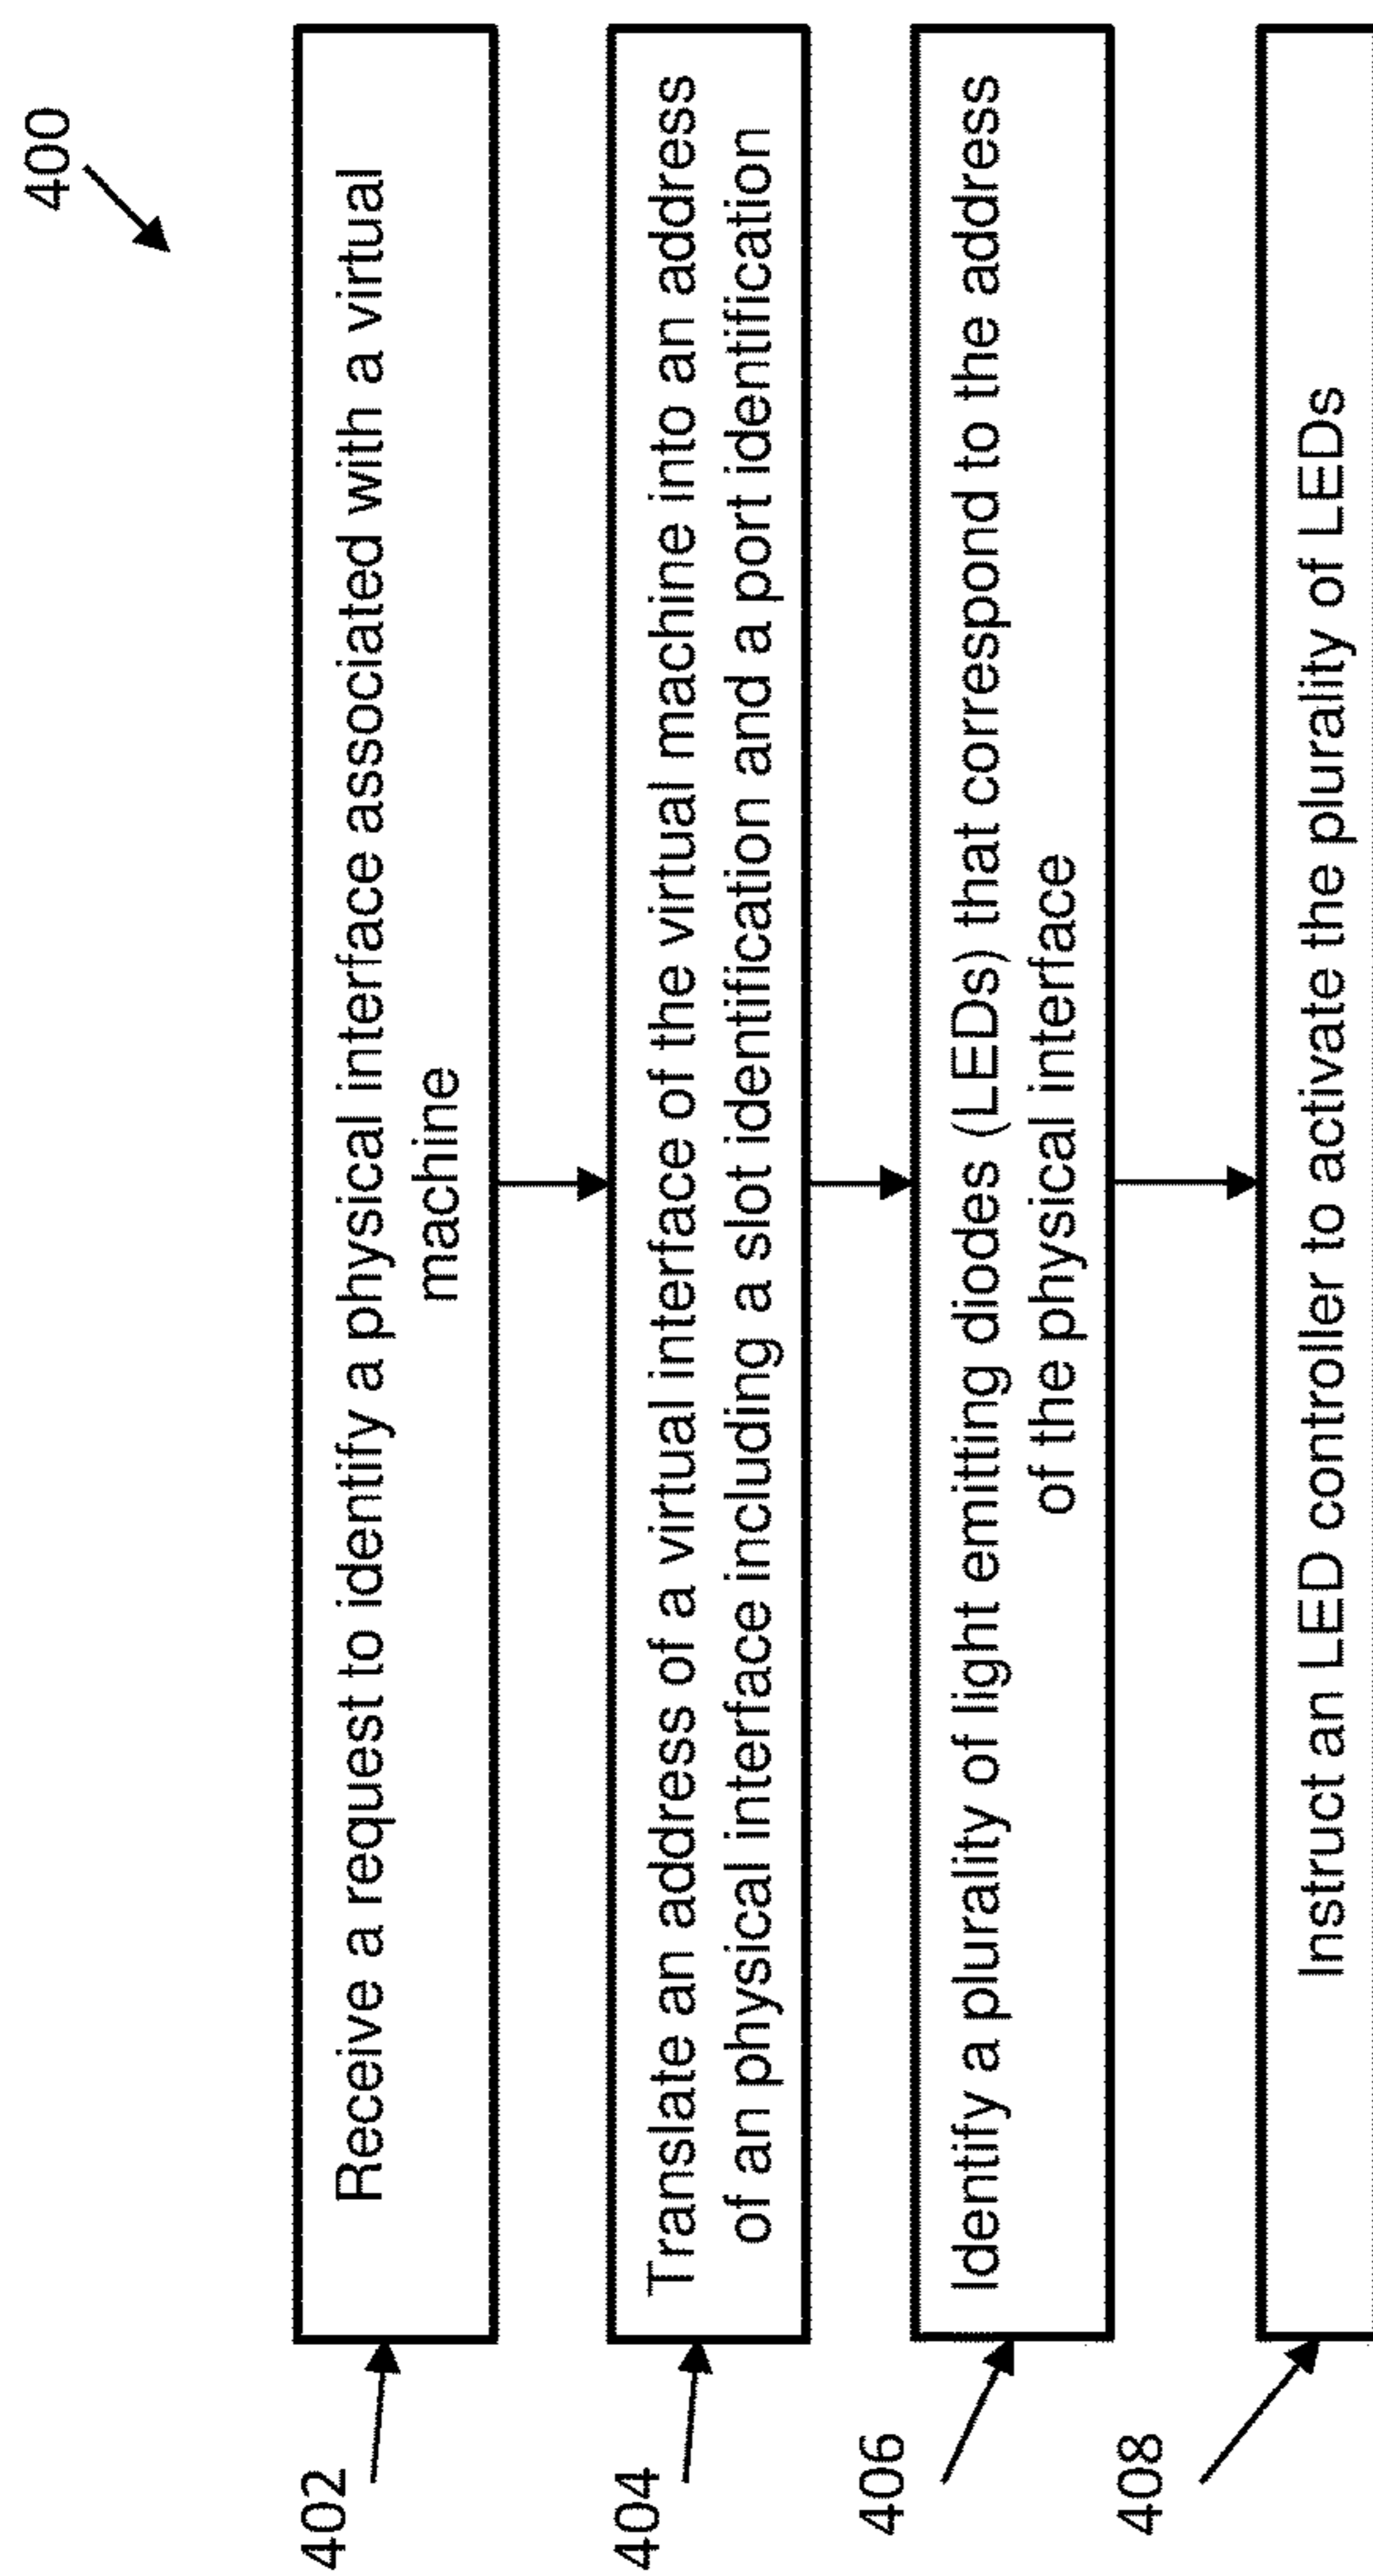 400
402
Receive a request to identify a physical interface associated with a virtual
machine
404
Translate an address of a virtual interface of the virtual machine into an address
of an physical interface including a slot identification and a port identification
406
Identify a plurality of light emitting diodes (LEDs) that correspond to the address
of the physical interface
408
Instruct an LED controller to activate the plurality of LEDs